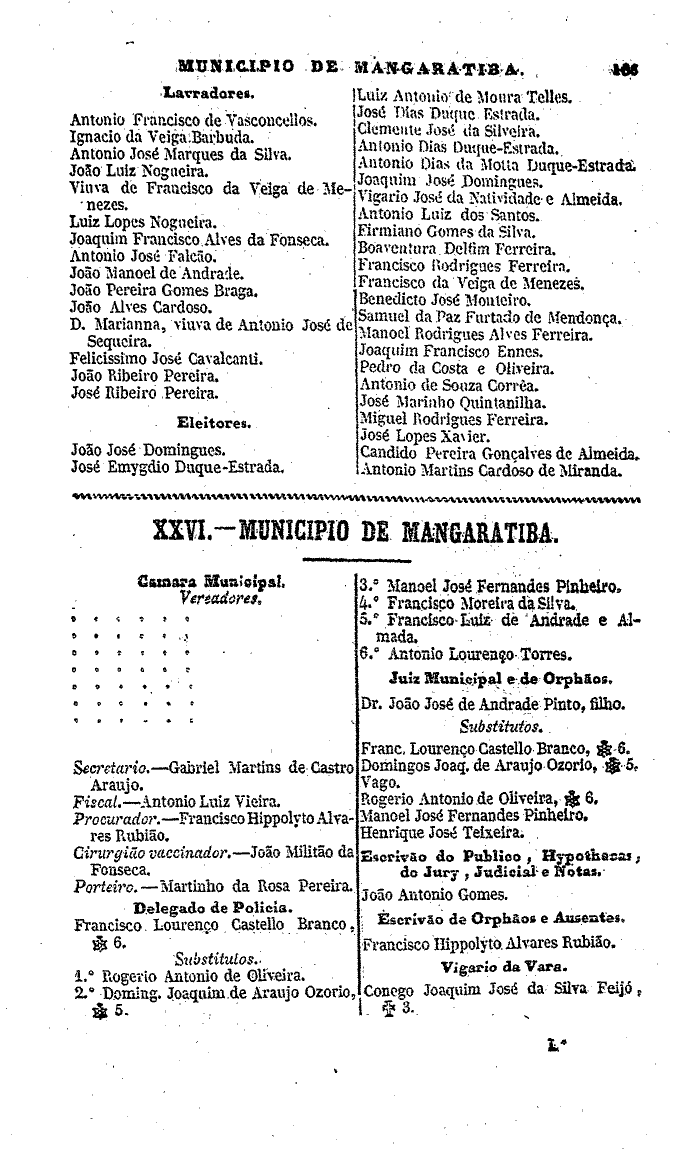 MUNICIPIO DE MANGARATIBA.
Lavradores.
Antonio Francisco de Vasconcellos.
Ignacio da Veiga Barbuda.
Antonio José Marques da Silva.
João Luiz Nogueira.
Viuva de Francisco da Veiga de Me-
nezes.
Luiz Lopes Nogueira.
Joaquim Francisco Alves da Fonseca.
Antonio José Falcão.
João Manoel de Andrade.
João Pereira Gomes Braga.
João Alves Cardoso.
D. Marianna, viuva de Antonio José de
Sequeira.
Felicissimo José Cavalcanti.
João Ribeiro Pereira.
José Ribeiro Pereira.
Eleitores.
João José Domingues.
José Emygdio Duque-Estrada.
Luiz Antonio de Moura Telles.
José Dias Duque Estrada.
Clemente José da Silveira.
Antonio Dias Duque-Estrada.
Antonio Dias da Motta Duque-Estrada.
Joaquim José Domingues.
Vigario José da Natividade e Almeida.
Antonio Luiz dos Santos.
Firmiano Gomes da Silva.
Boaventura Delfim Ferreira.
Francisco Rodrigues Ferreira.
Francisco da Veiga de Menezes.
Benedicto José Monteiro.
Samuel da Paz Furtado de Mendonça.
Manoel Rodrigues Alves Ferreira.
Joaquim Francisco Ennes.
Pedro da Costa e Oliveira.
Antonio de Souza Corrêa.
José Marinho Quintanilha.
Miguel Rodrigues Ferreira.
José Lopes Xavier.
Candido Pereira Gonçalves de Almeida.
Antonio Martins Cardoso de Miranda.
XXVI.—MUNICIPIO DE MANGARATIBA.
Camara Municipal.
Vereadores.
Secretario.—Gabriel Martins de Castro
Araujo.
Fiscal.—Antonio Luiz Vieira.
Procurador.—Francisco Hippolyto Alva-
res Rubião.
Cirurgião vaccinador.—João Militão da
Fonseca.
Porteiro.—Martinho da Rosa Pereira.
Delegado de Policia.
Francisco Lourenço Castello Branco,
6.
Substitutos.
1.º Rogerio Antonio de Oliveira.
2.º Doming. Joaquim de Araujo Ozorio,
5.
3.º Manoel José Fernandes Pinheiro.
4.º Francisco Moreira da Silva.
5.º Francisco Luiz de Andrade e Al-
mada.
6.º Antonio Lourenço Torres.
Juiz Municipal e de Orphãos.
Dr. João José de Andrade Pinto, filho.
Substitutos.
Franc. Lourenço Castello Branco, 6.
Domingos Joaq. de Araujo Ozorio, 5.
Vago.
Rogerio Antonio de Oliveira, 6.
Manoel José Fernandes Pinheiro.
Henrique José Teixeira.
Escrivão do Publico, Hypothecas,
do Jury, Judicial e Notas.
João Antonio Gomes.
Escrivão de Orphãos e Ausentes.
Francisco Hippolyto Alvares Rubião.
Vigario da Vara.
Conego Joaquim José da Silva Feijó,
3.